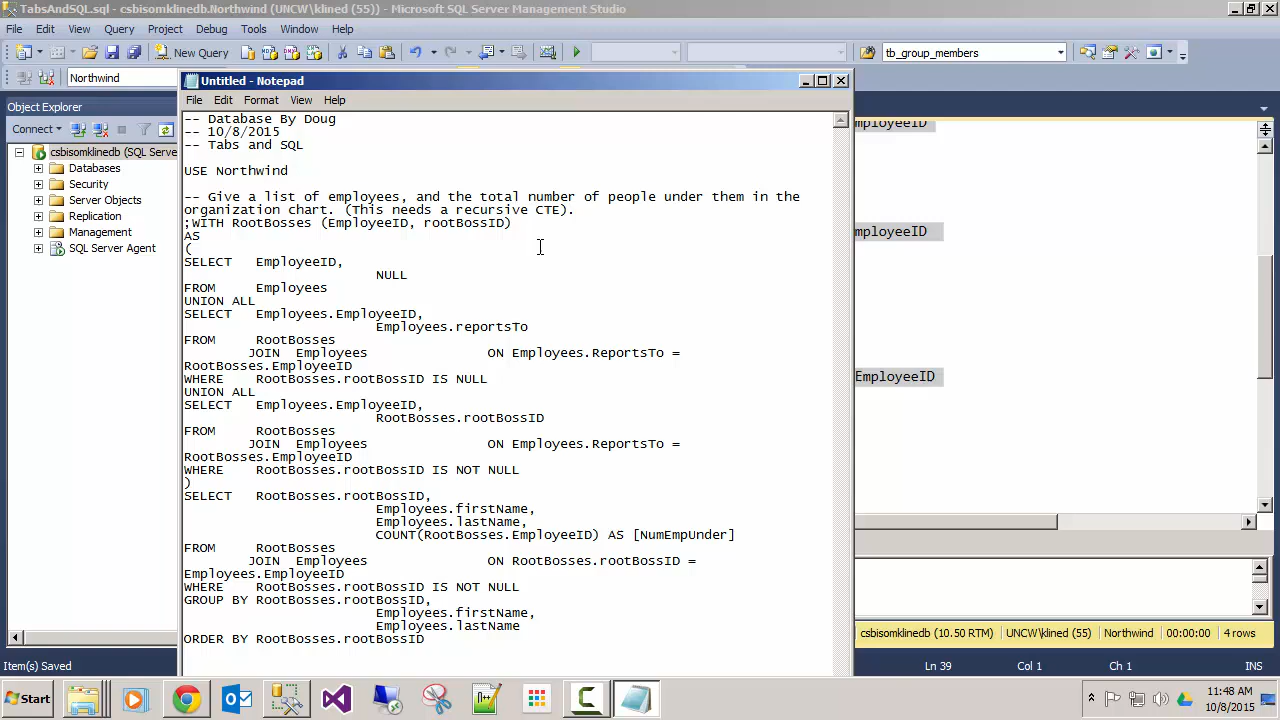 TabsAndSQL.sql - csbisomklinedb.Northwind (UNCW\klined (55)) - Microsoft SQL Server Management Studio
File Edit View Query Project Debug Tools Window Help
New Query
tb_group_members
Northwind
Object Explorer
Connect
csbisomklinedb (SQL Serve
Databases
Security
Server Objects
Replication
Management
SQL Server Agent
Untitled - Notepad
File Edit Format View Help
-- Database By Doug
-- 10/8/2015
-- Tabs and SQL
USE Northwind
-- Give a list of employees, and the total number of people under them in the
organization chart. (This needs a recursive CTE).
;WITH RootBosses (EmployeeID, rootBossID)
AS
(
SELECT EmployeeID,
NULL
FROM Employees
UNION ALL
SELECT Employees.EmployeeID,
Employees.reportsTo
FROM RootBosses
JOIN Employees ON Employees.ReportsTo =
RootBosses.EmployeeID
WHERE RootBosses.rootBossID IS NULL
UNION ALL
SELECT Employees.EmployeeID,
RootBosses.rootBossID
FROM RootBosses
JOIN Employees ON Employees.ReportsTo =
RootBosses.EmployeeID
WHERE RootBosses.rootBossID IS NOT NULL
)
SELECT RootBosses.rootBossID,
Employees.firstName,
Employees.lastName,
COUNT(RootBosses.EmployeeID) AS [NumEmpUnder]
FROM RootBosses
JOIN Employees ON RootBosses.rootBossID =
Employees.EmployeeID
WHERE RootBosses.rootBossID IS NOT NULL
GROUP BY RootBosses.rootBossID,
Employees.firstName,
Employees.lastName
ORDER BY RootBosses.rootBossID
mployeeID
mployeeID
EmployeeID
csbisomklinedb (10.50 RTM) UNCW\klined (55) Northwind 00:00:00 4 rows
Item(s) Saved Ln 39 Col 1 Ch 1 INS
Start
11:48 AM
10/8/2015